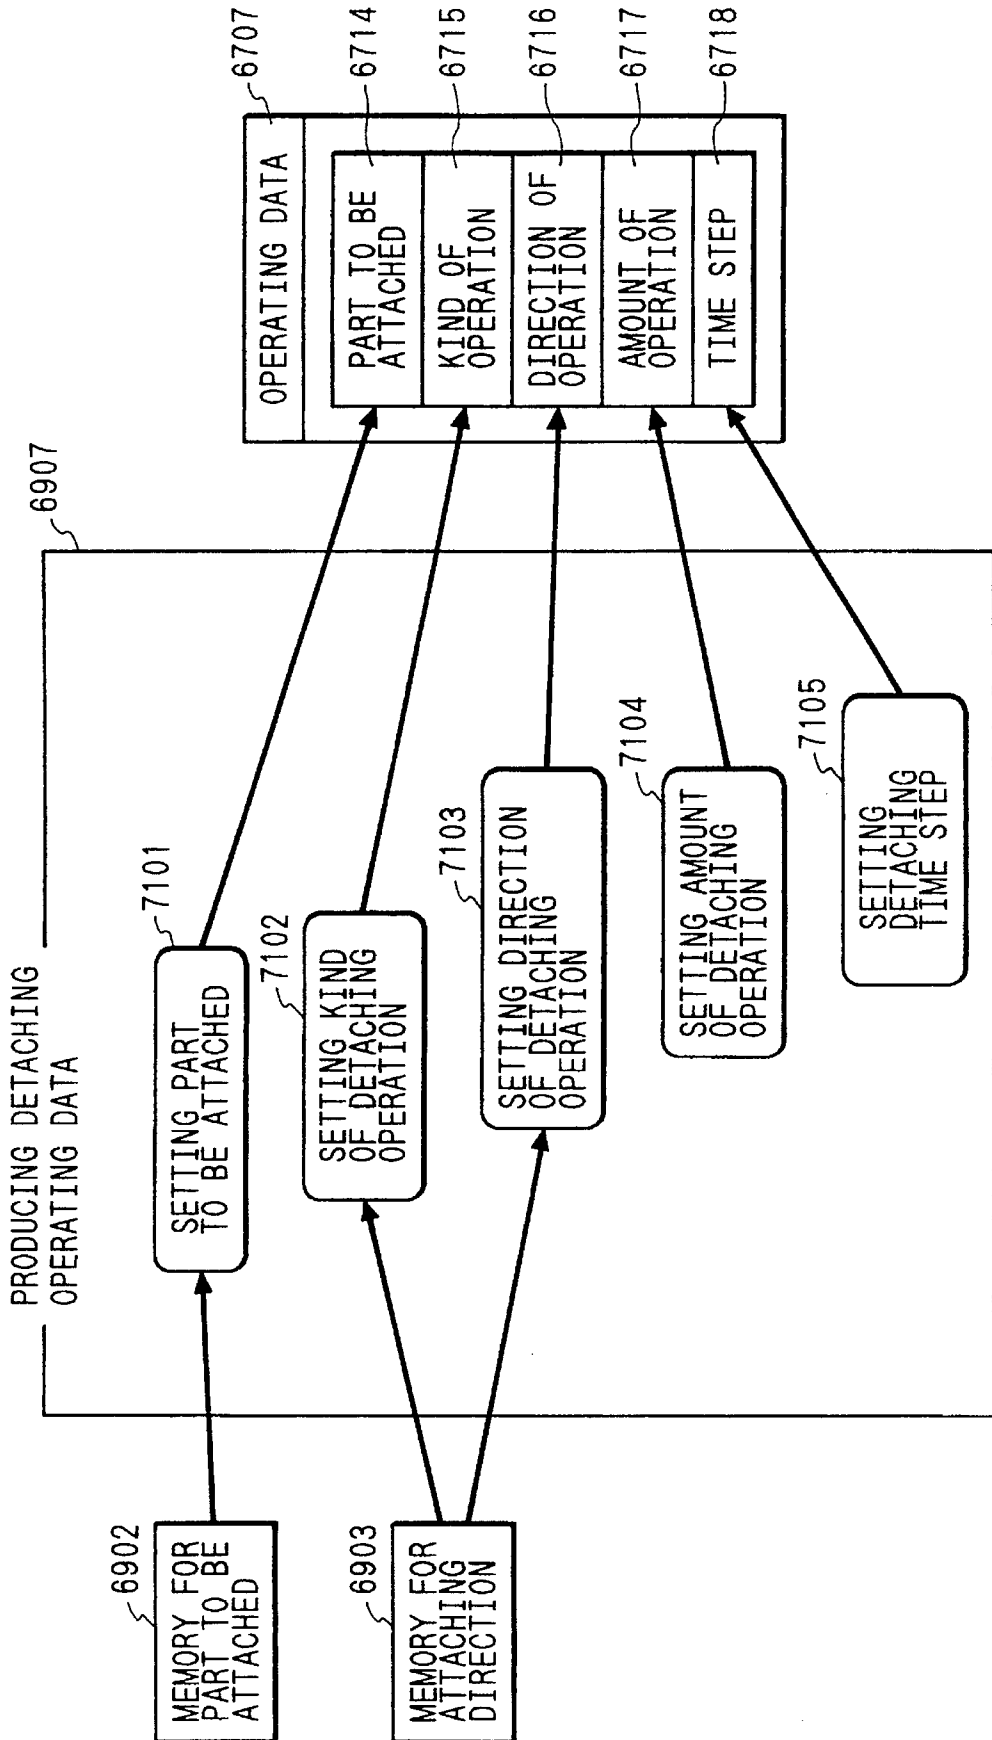 PRODUCING DETACHING
OPERATING DATA
6907
6902
MEMORY FOR
PART TO BE
ATTACHED
6903
MEMORY FOR
ATTACHING
DIRECTION
7101
SETTING PART
TO BE ATTACHED
7102
SETTING KIND
OF DETACHING
OPERATION
7103
SETTING DIRECTION
OF DETACHING
OPERATION
7104
SETTING AMOUNT
OF DETACHING
OPERATION
7105
SETTING
DETACHING
TIME STEP
OPERATING DATA
6707
PART TO BE
ATTACHED
6714
KIND OF
OPERATION
6715
DIRECTION OF
OPERATION
6716
AMOUNT OF
OPERATION
6717
TIME STEP
6718